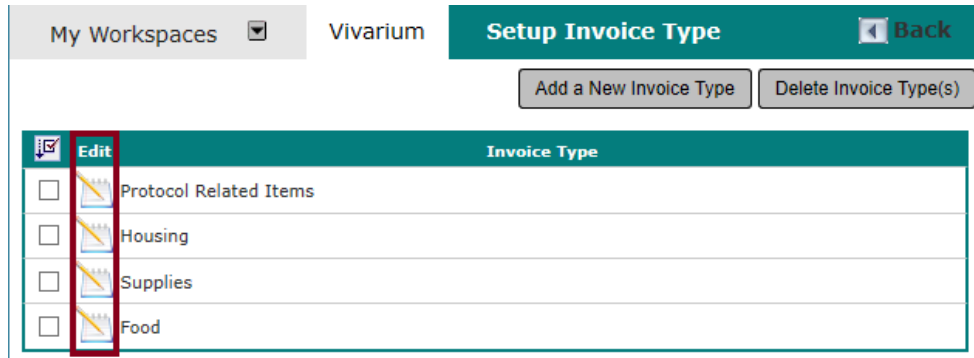 My Workspaces Vivarium Setup Invoice Type Back
Add a New Invoice Type Delete Invoice Type(s)
Edit Invoice Type
Protocol Related Items
Housing
Supplies
Food